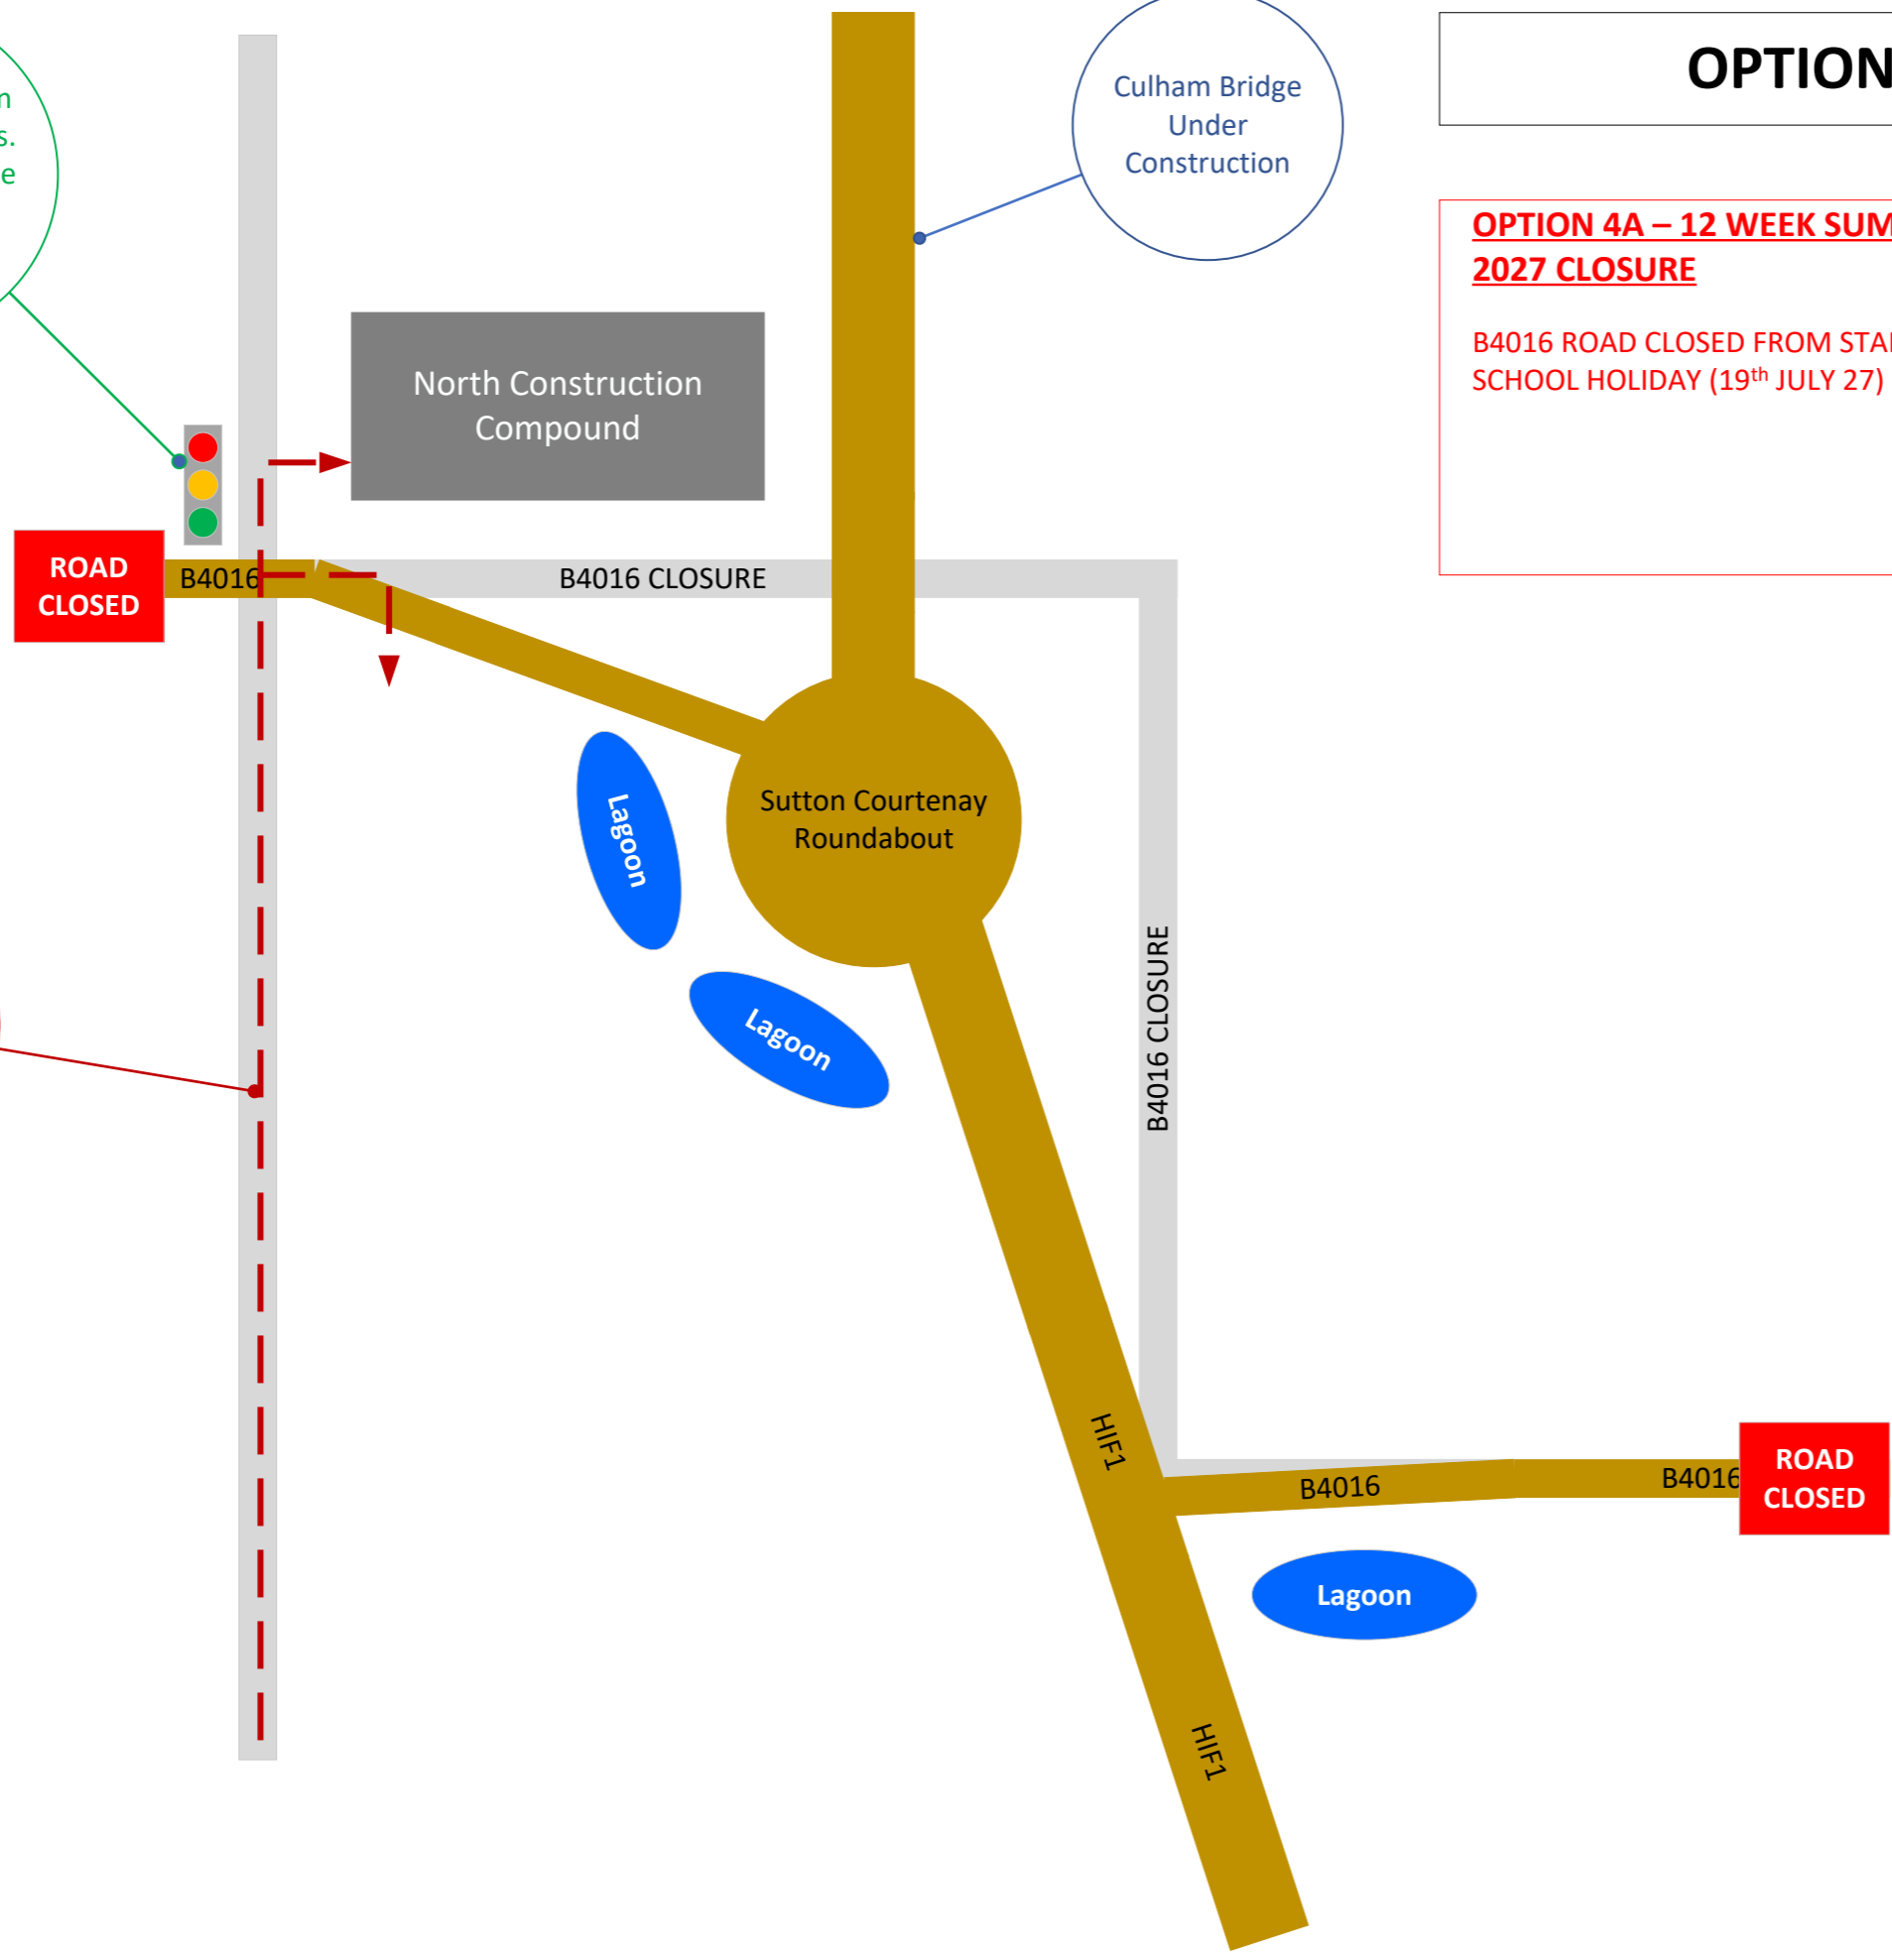 OPTION
n
s.
e
Culham Bridge
Under
Construction
OPTION 4A – 12 WEEK SUM
2027 CLOSURE
B4016 ROAD CLOSED FROM STA
SCHOOL HOLIDAY (19th JULY 27)
North Construction
Compound
ROAD
CLOSED
B4016
B4016 CLOSURE
Sutton Courtenay
Roundabout
Lagoon
Lagoon
B4016 CLOSURE
HIF1
B4016
B4016
ROAD
CLOSED
Lagoon
HIF1